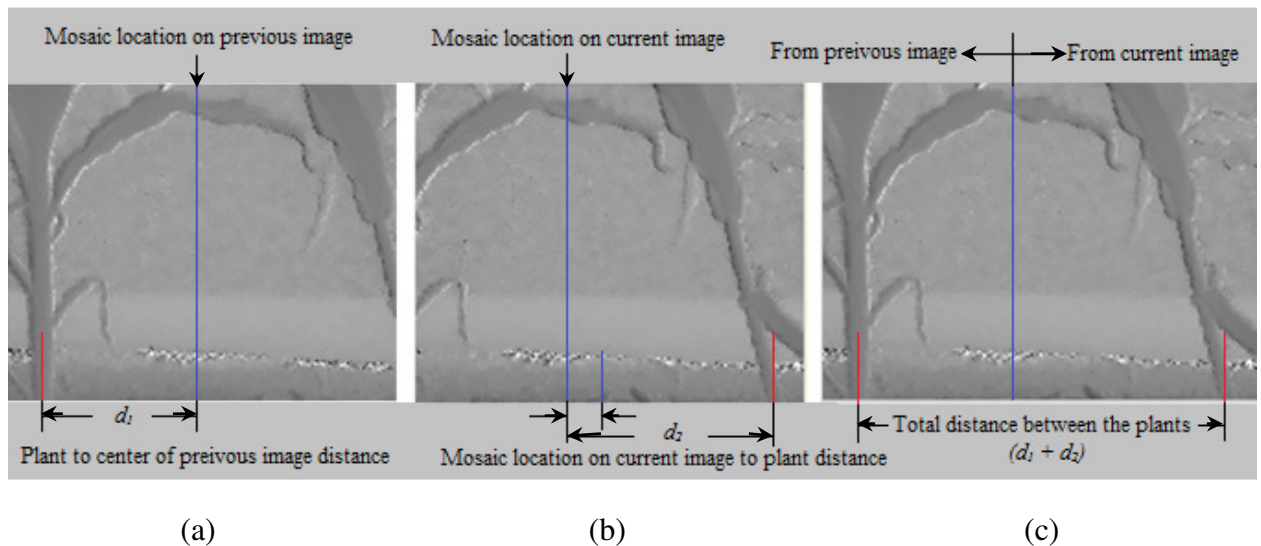 Mosaic location on previous image
Mosaic location on current image
From preivous image
From current image
d₁
d₂
Total distance between the plants
(d₁ + d₂)
Plant to center of preivous image distance
Mosaic location on current image to plant distance
(a)
(b)
(c)